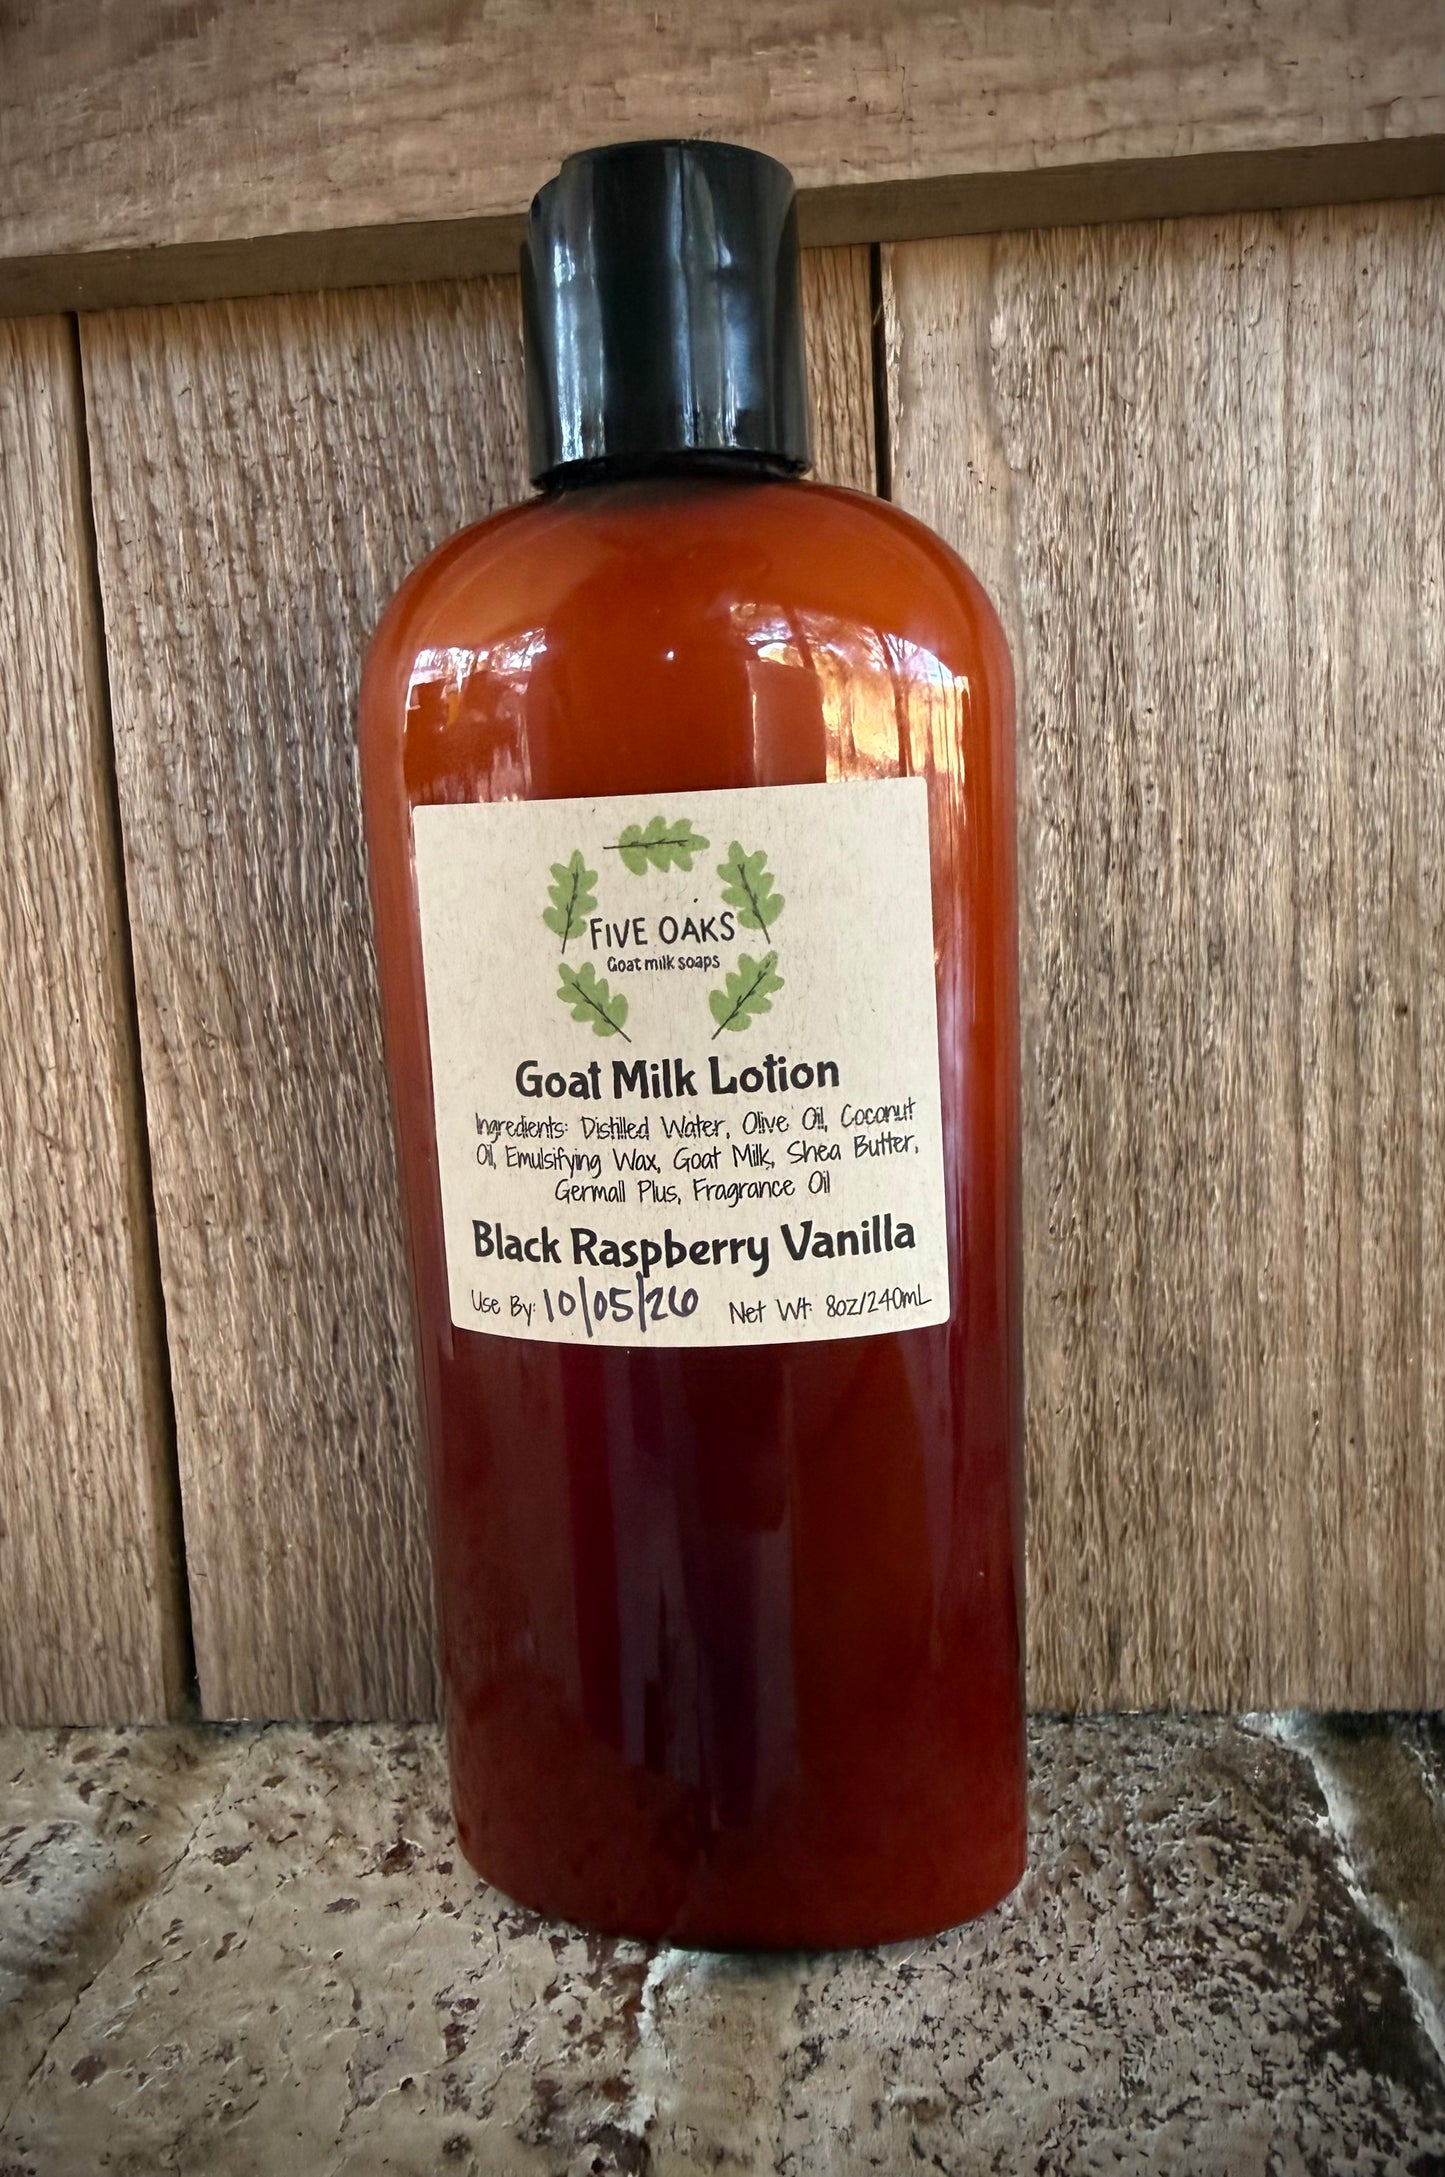 FIVE OAKS
Goat milk soaps
Goat Milk Lotion
Ingredients: Distilled Water, Olive Oil, Coconut
Oil, Emulsifying Wax, Goat Milk, Shea Butter,
Germall Plus, Fragrance Oil
Black Raspberry Vanilla
Use By: 10/05/26 Net Wt: 8oz/240mL